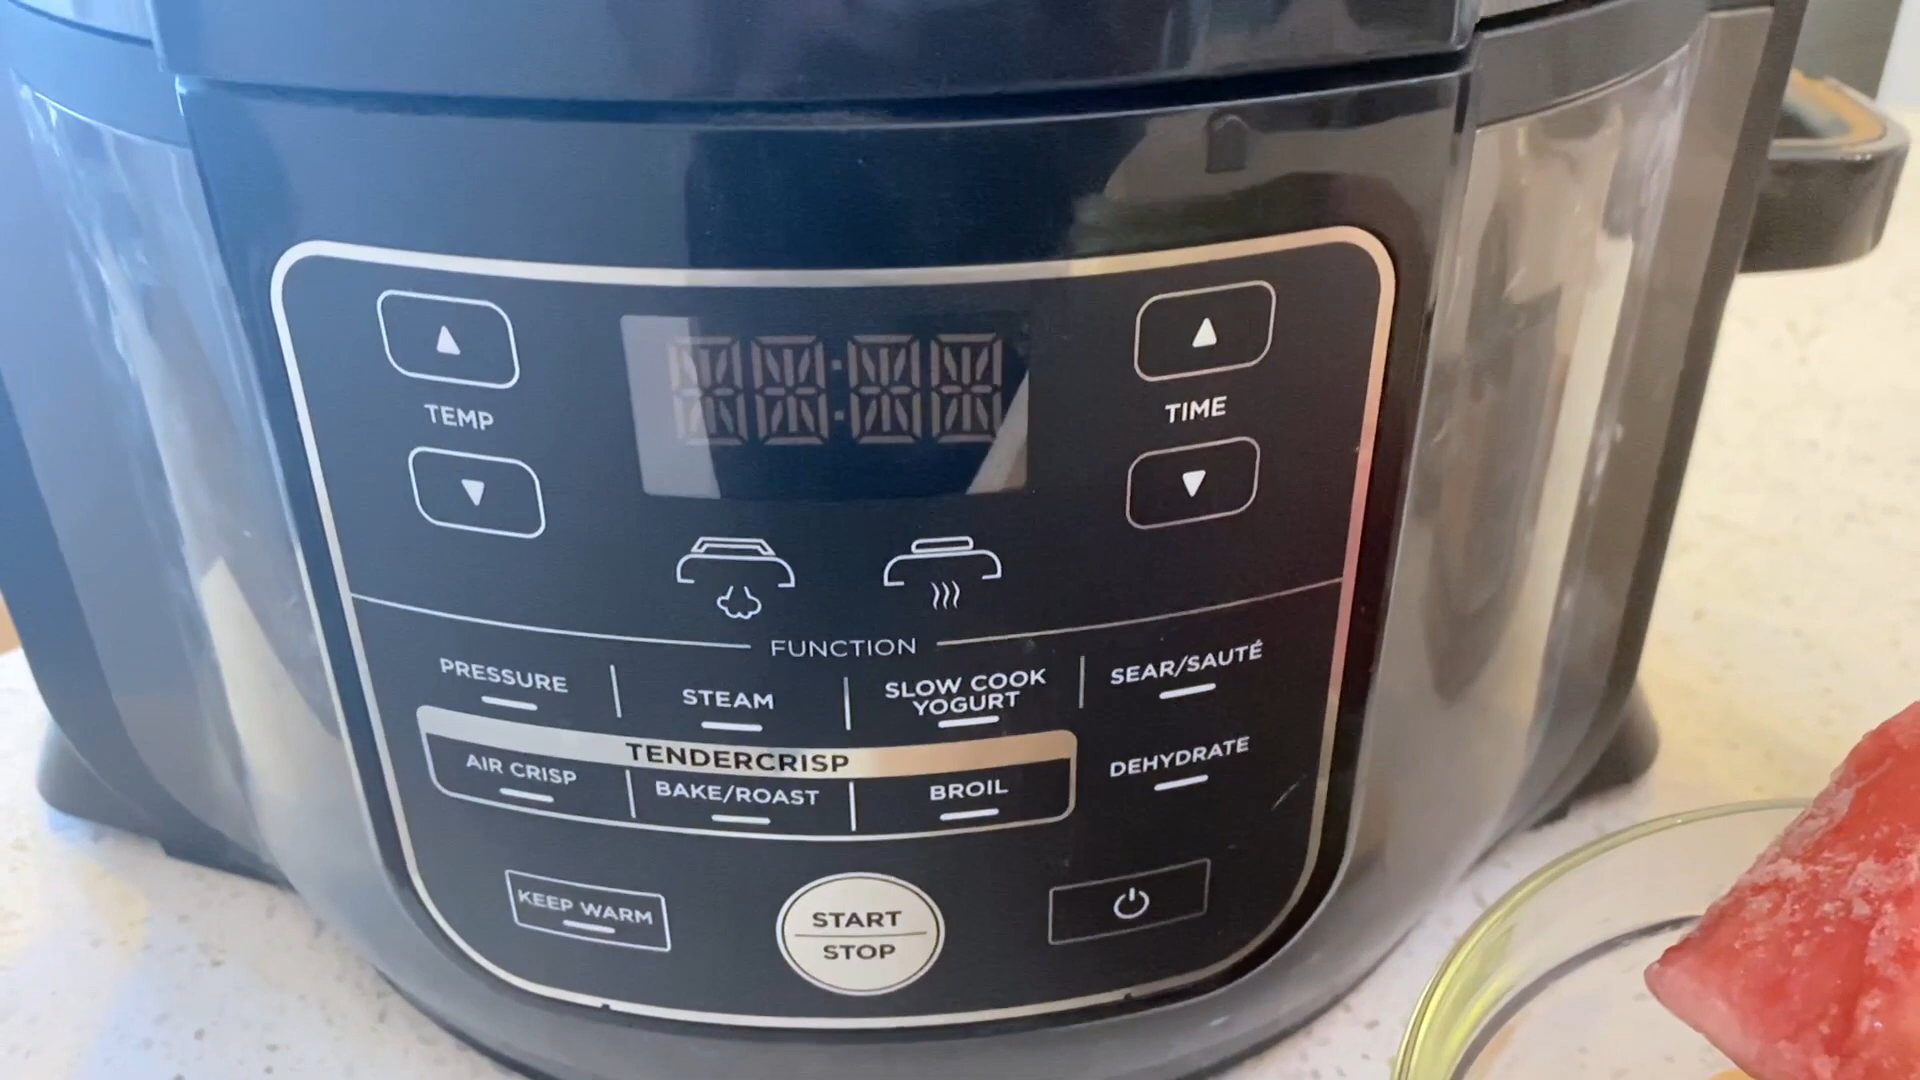 TEMP
TIME
FUNCTION
PRESSURE
STEAM
SLOW COOK
YOGURT
SEAR/SAUTÉ
TENDERCRISP
AIR CRISP
BAKE/ROAST
BROIL
DEHYDRATE
KEEP WARM
START
STOP